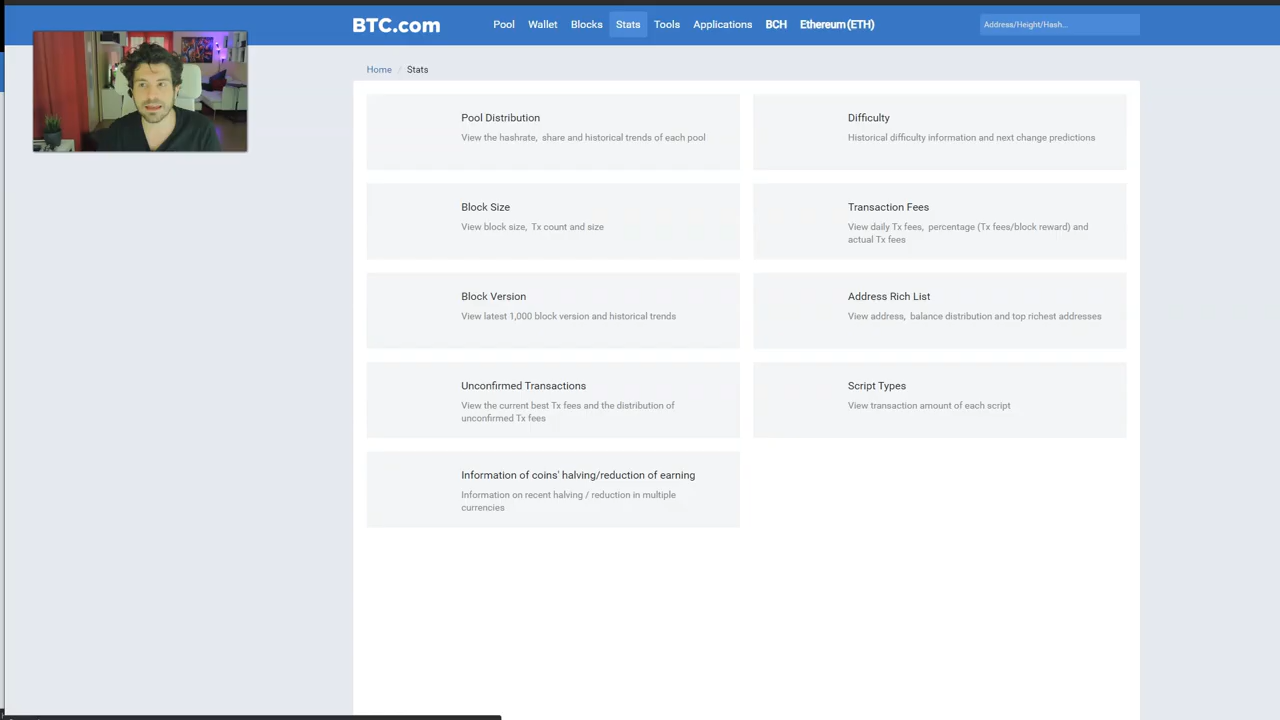 BTC.com
Pool Wallet Blocks Stats Tools Applications BCH Ethereum(ETH)
Address/Height/Hash...
Home / Stats
Pool Distribution
View the hashrate, share and historical trends of each pool
Difficulty
Historical difficulty information and next change predictions
Block Size
View block size, Tx count and size
Transaction Fees
View daily Tx fees, percentage (Tx fees/block reward) and
actual Tx fees
Block Version
View latest 1,000 block version and historical trends
Address Rich List
View address, balance distribution and top richest addresses
Unconfirmed Transactions
View the current best Tx fees and the distribution of
unconfirmed Tx fees
Script Types
View transaction amount of each script
Information of coins' halving/reduction of earning
Information on recent halving / reduction in multiple
currencies